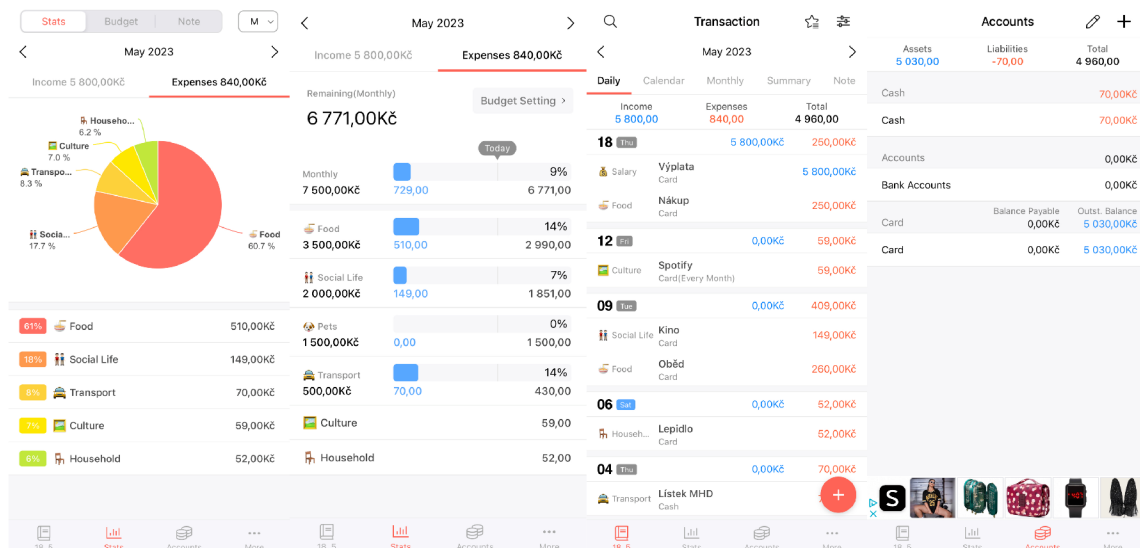 Stats Budget Note M
May 2023
Income 5 800,00Kč Expenses 840,00Kč
Househo...
6.2 %
Culture
7.0 %
Transpo...
8.3 %
Socia...
17.7 %
Food
60.7 %
61% Food 510,00Kč
18% Social Life 149,00Kč
8% Transport 70,00Kč
7% Culture 59,00Kč
6% Household 52,00Kč
18. 5. Stats Accounts More
May 2023
Income 5 800,00Kč Expenses 840,00Kč
Remaining(Monthly)
6 771,00Kč
Budget Setting >
Today
Monthly 9%
7 500,00Kč 729,00 6 771,00
Food 14%
3 500,00Kč 510,00 2 990,00
Social Life 7%
2 000,00Kč 149,00 1 851,00
Pets 0%
1 500,00Kč 0,00 1 500,00
Transport 14%
500,00Kč 70,00 430,00
Culture 59,00
Household 52,00
18. 5. Stats Accounts More
Transaction
May 2023
Daily Calendar Monthly Summary Note
Income Expenses Total
5 800,00 840,00 4 960,00
18 Thu 5 800,00Kč 250,00Kč
Salary Výplata 5 800,00Kč
Card
Food Nákup 250,00Kč
Card
12 Fri 0,00Kč 59,00Kč
Culture Spotify 59,00Kč
Card(Every Month)
09 Tue 0,00Kč 409,00Kč
Social Life Kino 149,00Kč
Card
Food Oběd 260,00Kč
Card
06 Sat 0,00Kč 52,00Kč
Househ... Lepidlo 52,00Kč
Card
04 Thu 0,00Kč 70,00Kč
Transport Lístek MHD
Cash
18. 5. Stats Accounts More
Accounts
Assets Liabilities Total
5 030,00 -70,00 4 960,00
Cash 70,00Kč
Cash 70,00Kč
Accounts 0,00Kč
Bank Accounts 0,00Kč
Balance Payable Outst. Balance
Card 0,00Kč 5 030,00Kč
Card 0,00Kč 5 030,00Kč
S
18. 5. Stats Accounts More